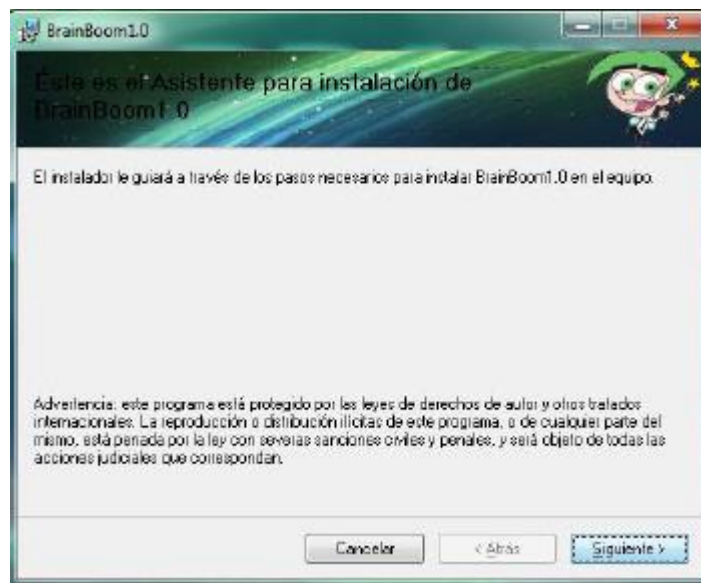 BrainBoom1.0
Éste es el Asistente para instalación de
BrainBoom1.0
El instalador le guiará a través de los pasos necesarios para instalar BrainBoom1.0 en el equipo.
Advertencia: este programa está protegido por las leyes de derechos de autor y otros tratados
internacionales. La reproducción o distribución ilícitas de este programa, o de cualquier parte del
mismo, está penada por la ley con severas sanciones civiles y penales, y será objeto de todas las
acciones judiciales que correspondan.
Cancelar
< Atrás
Siguiente >